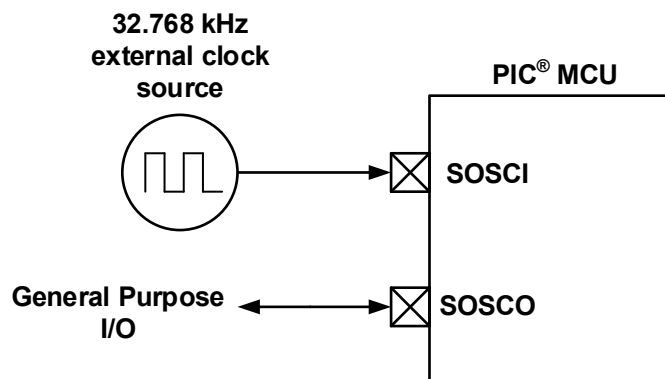 32.768 kHz
external clock
source
PIC® MCU
SOSCI
General Purpose
I/O
SOSCO